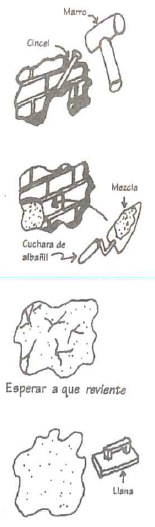 Marro
Cincel
Mezcla
Cuchara de
albañil
Esperar a que reviente
Llana